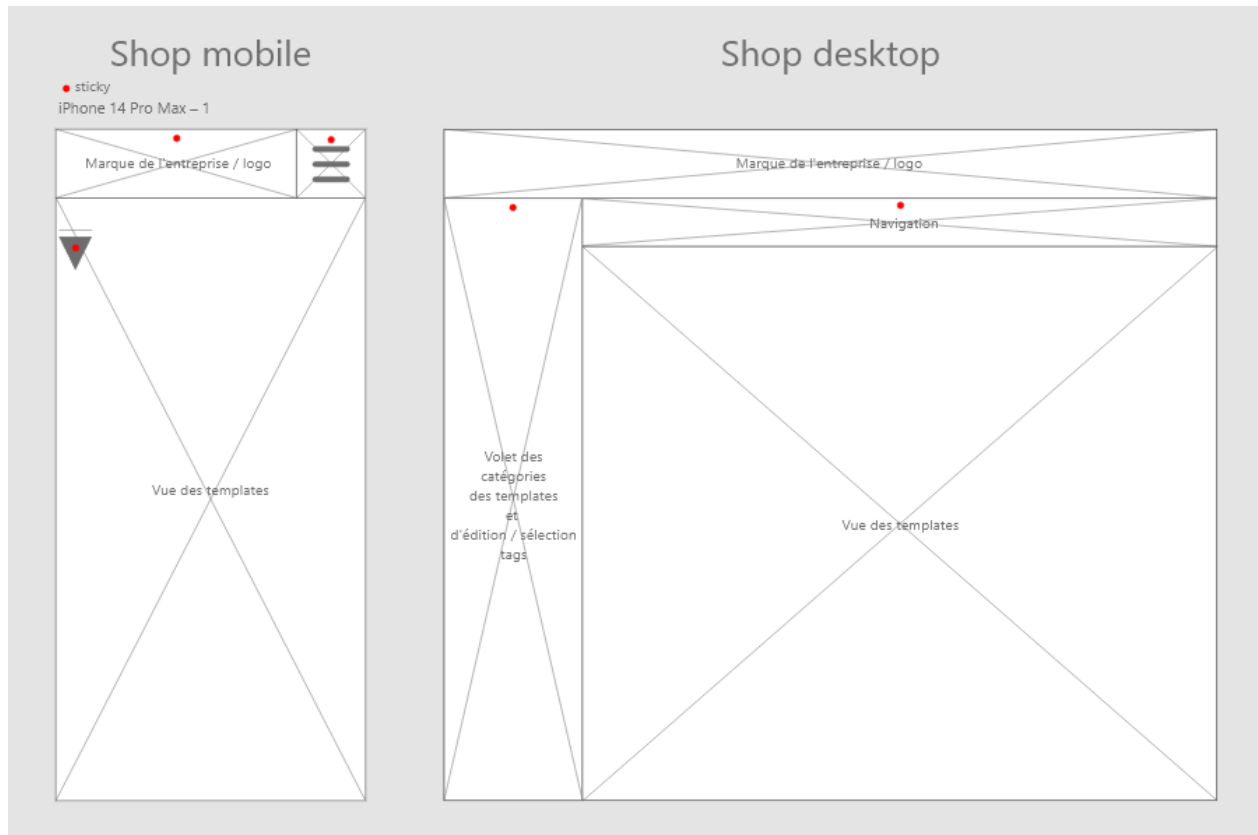 Shop mobile
Shop desktop
sticky
iPhone 14 Pro Max – 1
Marque de l'entreprise / logo
Marque de l'entreprise / logo
Navigation
Vue des templates
Volet des
catégories
des templates
et
d'édition / sélection
tags
Vue des templates